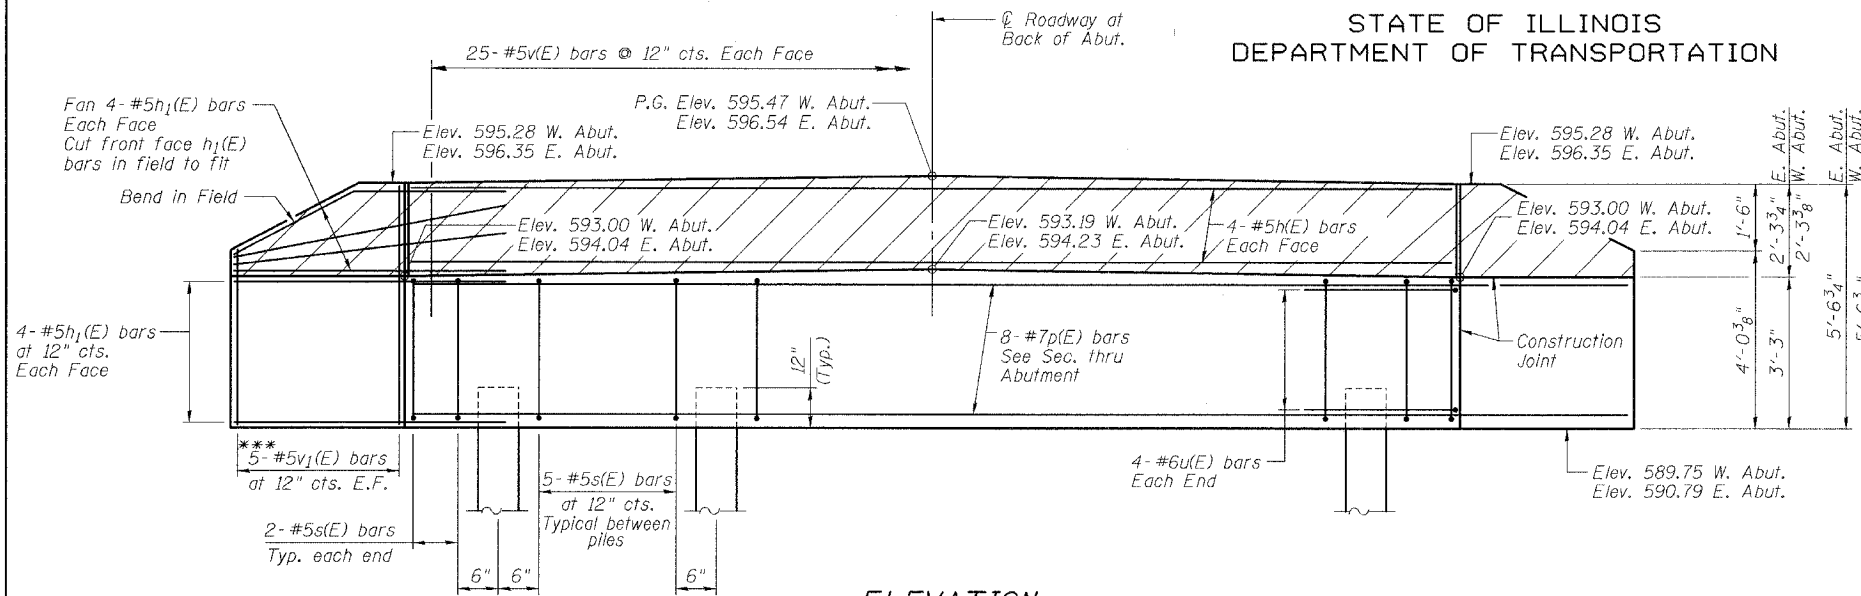 STATE OF ILLINOIS
DEPARTMENT OF TRANSPORTATION
℄ Roadway at
Back of Abut.
25-#5v(E) bars @ 12" cts. Each Face
Fan 4-#5h₁(E) bars
Each Face
Cut front face h₁(E)
bars in field to fit
Bend in Field
P.G. Elev. 595.47 W. Abut.
Elev. 596.54 E. Abut.
Elev. 595.28 W. Abut.
Elev. 596.35 E. Abut.
Elev. 595.28 W. Abut.
Elev. 596.35 E. Abut.
Elev. 593.00 W. Abut.
Elev. 594.04 E. Abut.
Elev. 593.19 W. Abut.
Elev. 594.23 E. Abut.
4-#5h(E) bars
Each Face
Elev. 593.00 W. Abut.
Elev. 594.04 E. Abut.
E. Abut.
W. Abut.
E. Abut.
W. Abut.
1'-6"
2'-3 3/4"
2'-3 3/8"
4'-0 3/8"
3'-3"
5'-6 3/4"
4-#5h₁(E) bars
at 12" cts.
Each Face
12"
(Typ.)
8-#7p(E) bars
See Sec. thru
Abutment
Construction
Joint
***
5-#5v₁(E) bars
at 12" cts. E.F.
5-#5s(E) bars
at 12" cts.
Typical between
piles
4-#6u(E) bars
Each End
Elev. 589.75 W. Abut.
Elev. 590.79 E. Abut.
2-#5s(E) bars
Typ. each end
6"
6"
6"
ELEVATION